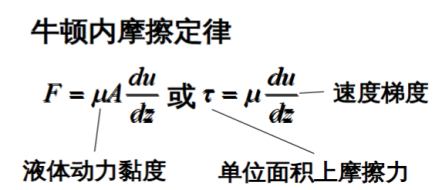 牛顿内摩擦定律
F = μA du/dz 或 τ = μ du/dz
速度梯度
液体动力黏度
单位面积上摩擦力